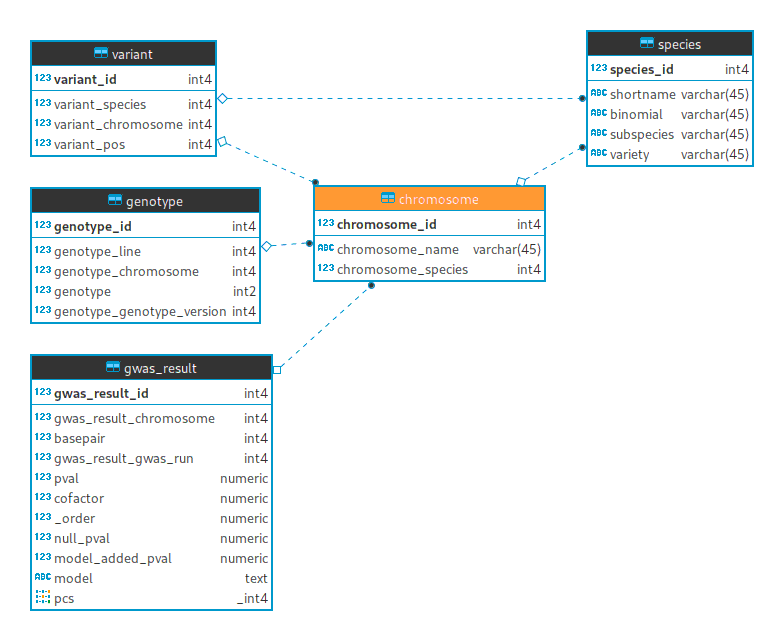 variant
123 variant_id int4
123 variant_species int4
123 variant_chromosome int4
123 variant_pos int4
species
123 species_id int4
ABC shortname varchar(45)
ABC binomial varchar(45)
ABC subspecies varchar(45)
ABC variety varchar(45)
genotype
123 genotype_id int4
123 genotype_line int4
123 genotype_chromosome int4
123 genotype int2
123 genotype_genotype_version int4
chromosome
123 chromosome_id int4
ABC chromosome_name varchar(45)
123 chromosome_species int4
gwas_result
123 gwas_result_id int4
123 gwas_result_chromosome int4
123 basepair int4
123 gwas_result_gwas_run int4
123 pval numeric
123 cofactor numeric
123 _order numeric
123 null_pval numeric
123 model_added_pval numeric
ABC model text
pcs _int4